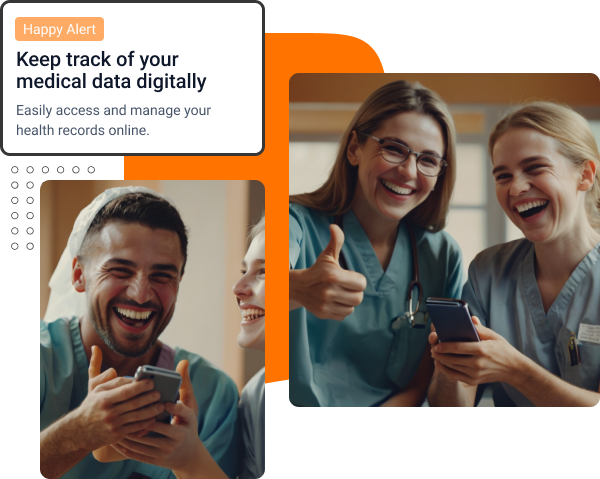 Happy Alert
Keep track of your
medical data digitally
Easily access and manage your
health records online.